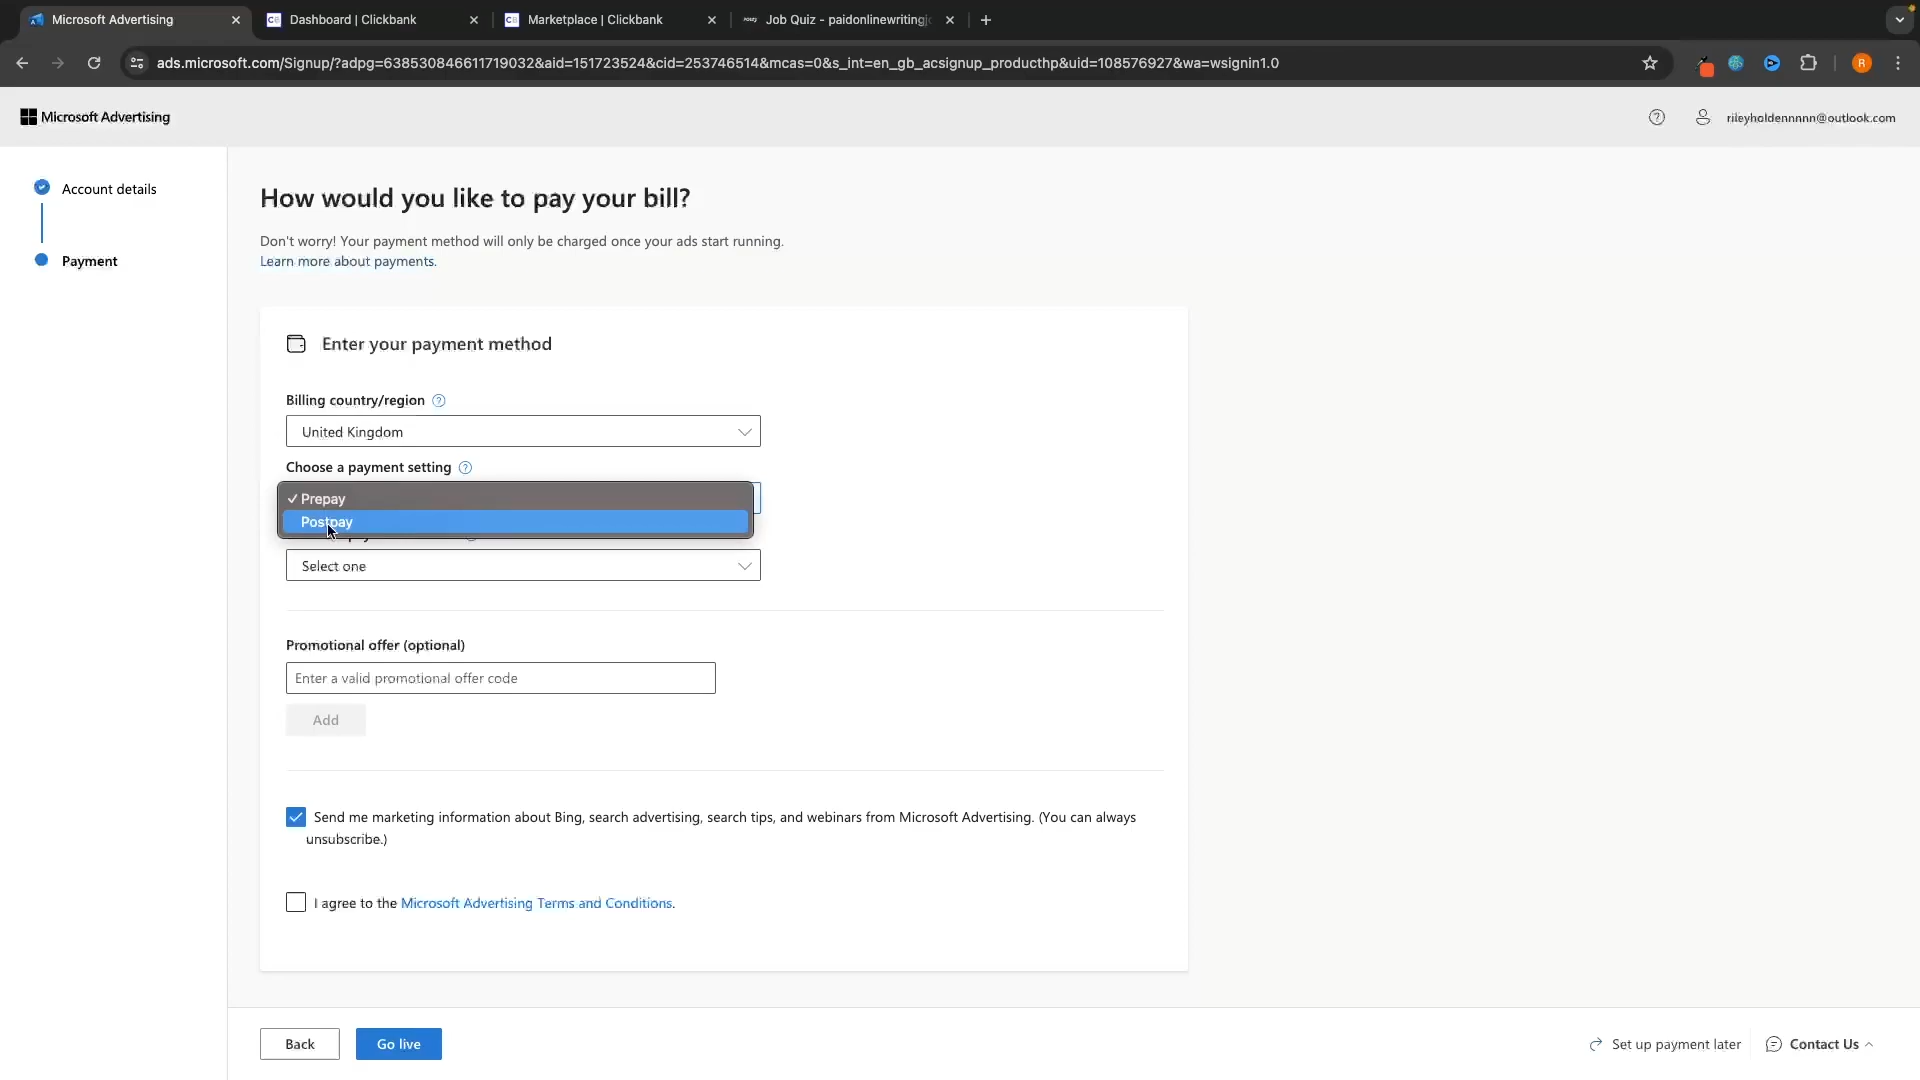 Microsoft Advertising
Dashboard | Clickbank
Marketplace | Clickbank
Job Quiz - paidonlinewritingj
ads.microsoft.com/Signup/?adpg=638530846611719032&aid=151723524&cid=253746514&mcas=0&s_int=en_gb_acsignup_producthp&uid=108576927&wa=wsignin1.0
R
Microsoft Advertising
rileyholdennnnn@outlook.com
Account details
Payment
How would you like to pay your bill?
Don't worry! Your payment method will only be charged once your ads start running.
Learn more about payments.
Enter your payment method
Billing country/region
United Kingdom
Choose a payment setting
✓ Prepay
Postpay
Select one
Promotional offer (optional)
Enter a valid promotional offer code
Add
Send me marketing information about Bing, search advertising, search tips, and webinars from Microsoft Advertising. (You can always
unsubscribe.)
I agree to the Microsoft Advertising Terms and Conditions.
Back
Go live
Set up payment later
Contact Us